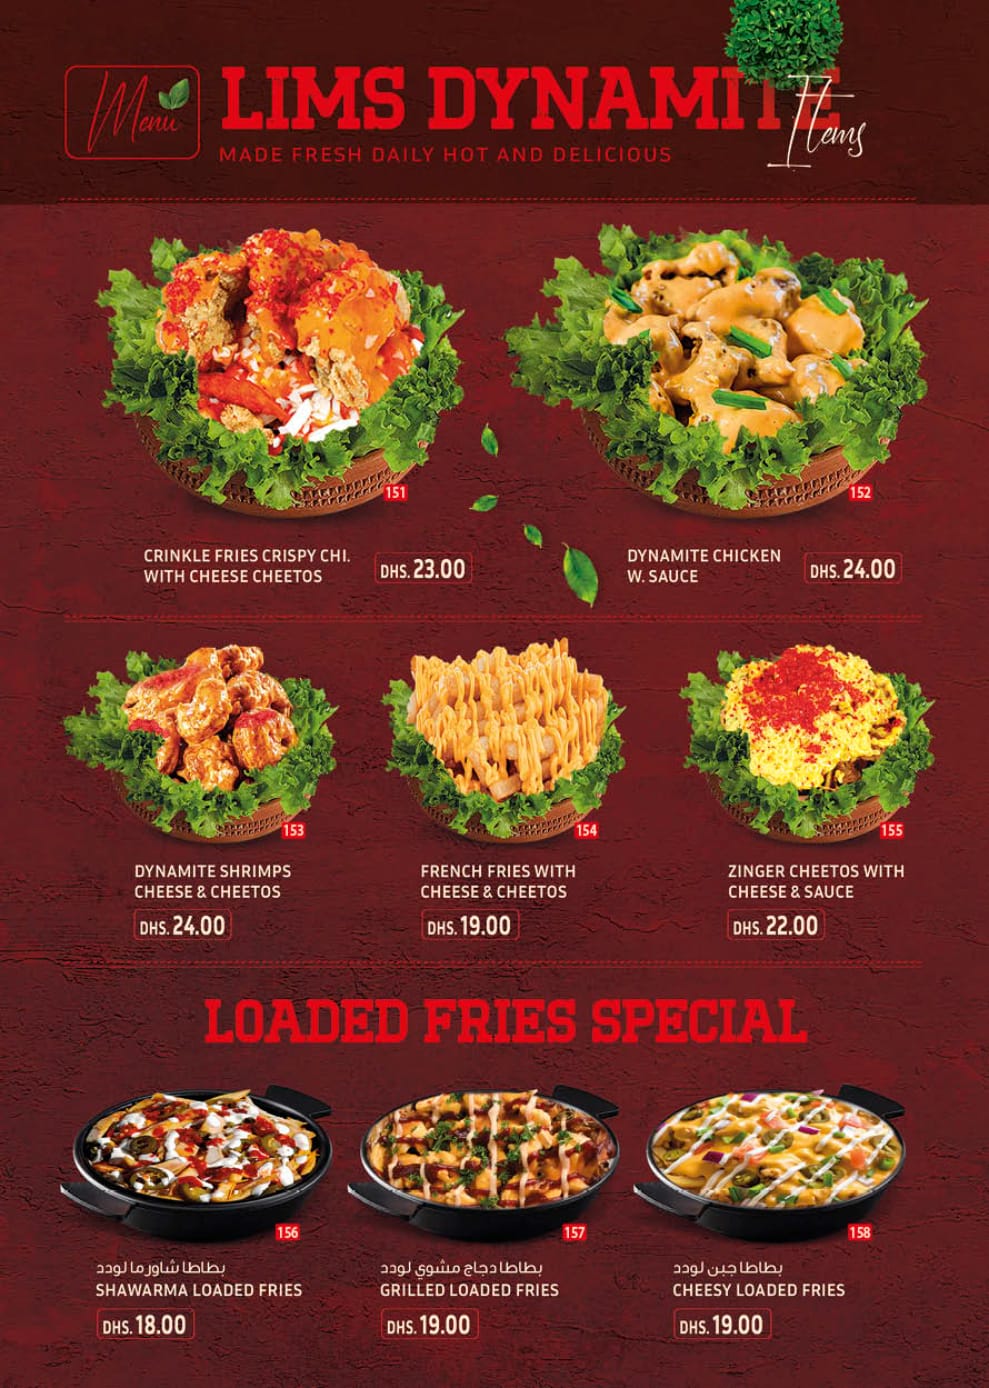 Menu
LIMS DYNAMITE
Items
MADE FRESH DAILY HOT AND DELICIOUS
151
152
CRINKLE FRIES CRISPY CHI.
WITH CHEESE CHEETOS
DHS. 23.00
DYNAMITE CHICKEN
W. SAUCE
DHS. 24.00
153
154
155
DYNAMITE SHRIMPS
CHEESE & CHEETOS
DHS. 24.00
FRENCH FRIES WITH
CHEESE & CHEETOS
DHS. 19.00
ZINGER CHEETOS WITH
CHEESE & SAUCE
DHS. 22.00
LOADED FRIES SPECIAL
156
157
158
بطاطا شاورما لودد
SHAWARMA LOADED FRIES
DHS. 18.00
بطاطا دجاج مشوي لودد
GRILLED LOADED FRIES
DHS. 19.00
بطاطا جبن لودد
CHEESY LOADED FRIES
DHS. 19.00